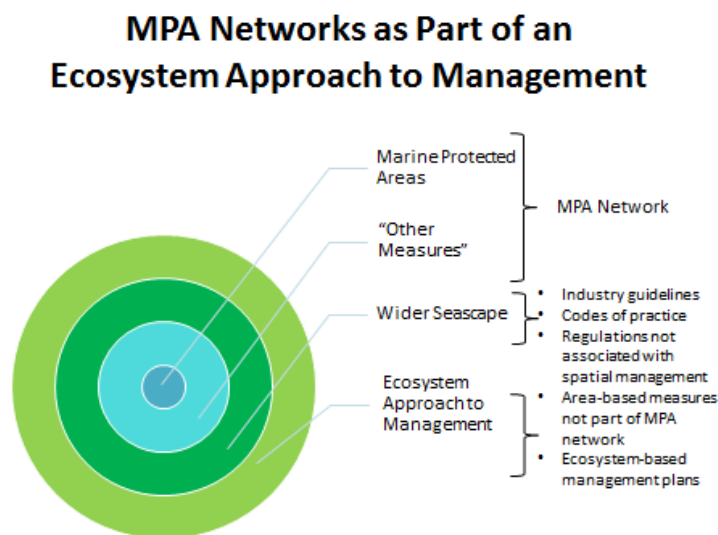 MPA Networks as Part of an
Ecosystem Approach to Management
Marine Protected
Areas
MPA Network
“Other
Measures”
Wider Seascape
• Industry guidelines
• Codes of practice
• Regulations not
associated with
spatial management
Ecosystem
Approach to
Management
• Area-based measures
not part of MPA
network
• Ecosystem-based
management plans